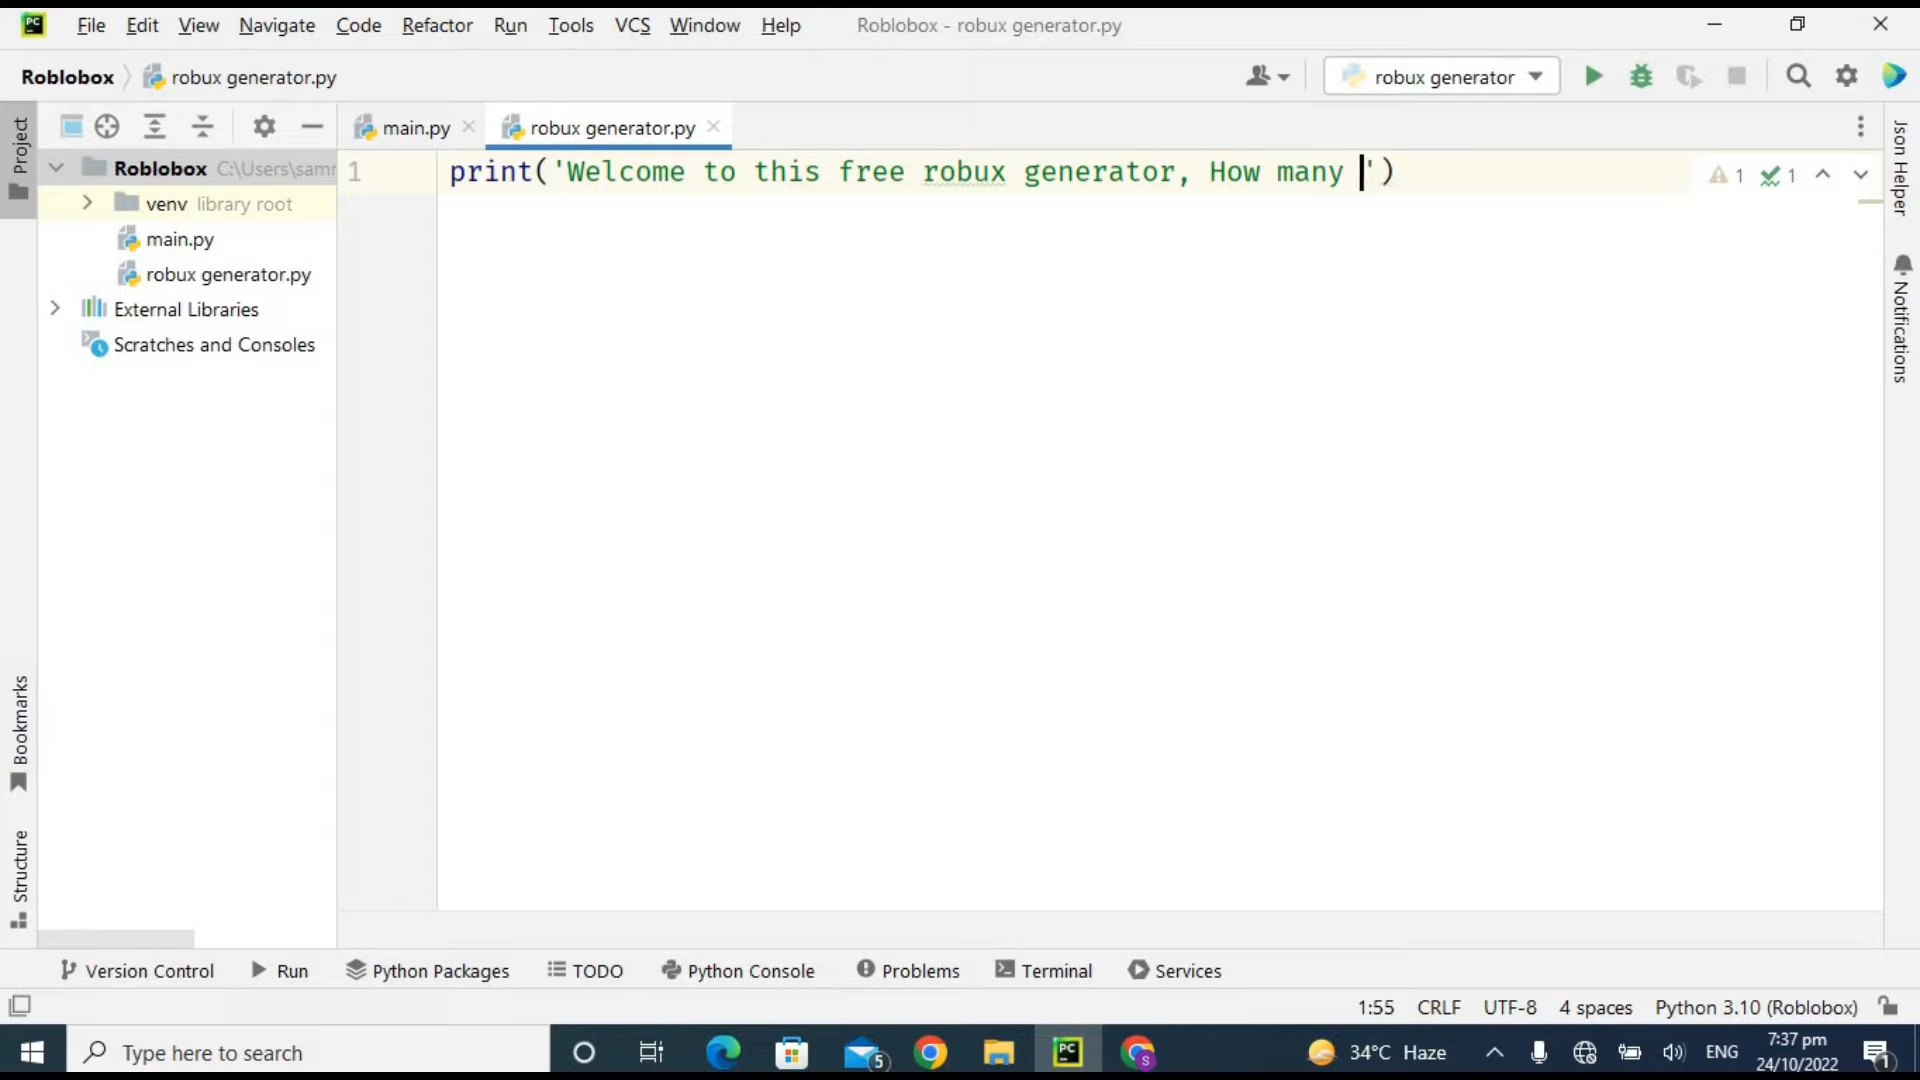 PC File Edit View Navigate Code Refactor Run Tools VCS Window Help Roblobox - robux generator.py
Roblobox robux generator.py robux generator
Project
main.py robux generator.py
Roblobox C:\Users\samr
venv library root
main.py
robux generator.py
External Libraries
Scratches and Consoles
1 print('Welcome to this free robux generator, How many ')
1 1
Json Helper
Notifications
Bookmarks
Structure
Version Control Run Python Packages TODO Python Console Problems Terminal Services
1:55 CRLF UTF-8 4 spaces Python 3.10 (Roblobox)
Type here to search 5 PC S 34°C Haze ENG 7:37 pm 1
24/10/2022